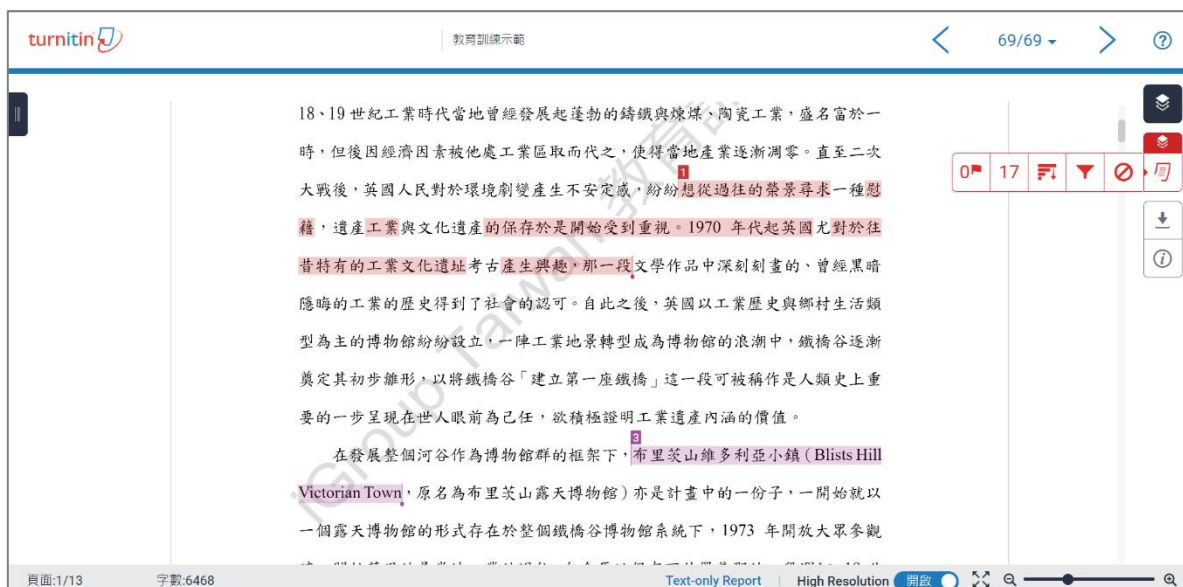 turnitin
教育訓練示範
69/69
18、19 世紀工業時代當地曾經發展起蓬勃的鑄鐵與煉煤、陶瓷工業，盛名富於一
時，但後因經濟因素被他處工業區取而代之，使得當地產業逐漸凋零。直至二次
1
0
17
大戰後，英國人民對於環境劇變產生不安定感，紛紛想從過往的榮景尋求一種慰
藉，遺產工業與文化遺產的保存於是開始受到重視。1970 年代起英國尤對於往
昔特有的工業文化遺址考古產生興趣，那一段文學作品中深刻刻畫的、曾經黑暗
隱晦的工業的歷史得到了社會的認可。自此之後，英國以工業歷史與鄉村生活類
型為主的博物館紛紛設立，一陣工業地景轉型成為博物館的浪潮中，鐵橋谷逐漸
奠定其初步雛形，以將鐵橋谷「建立第一座鐵橋」這一段可被稱作是人類史上重
要的一步呈現在世人眼前為己任，欲積極證明工業遺產內涵的價值。
3
在發展整個河谷作為博物館群的框架下，布里茨山維多利亞小鎮（Blists Hill
Victorian Town，原名為布里茨山露天博物館）亦是計畫中的一份子，一開始就以
一個露天博物館的形式存在於整個鐵橋谷博物館系統下，1973 年開放大眾參觀
iGroup Taiwan 教育訓
頁面:1/13
字數:6468
Text-only Report
High Resolution
開啟